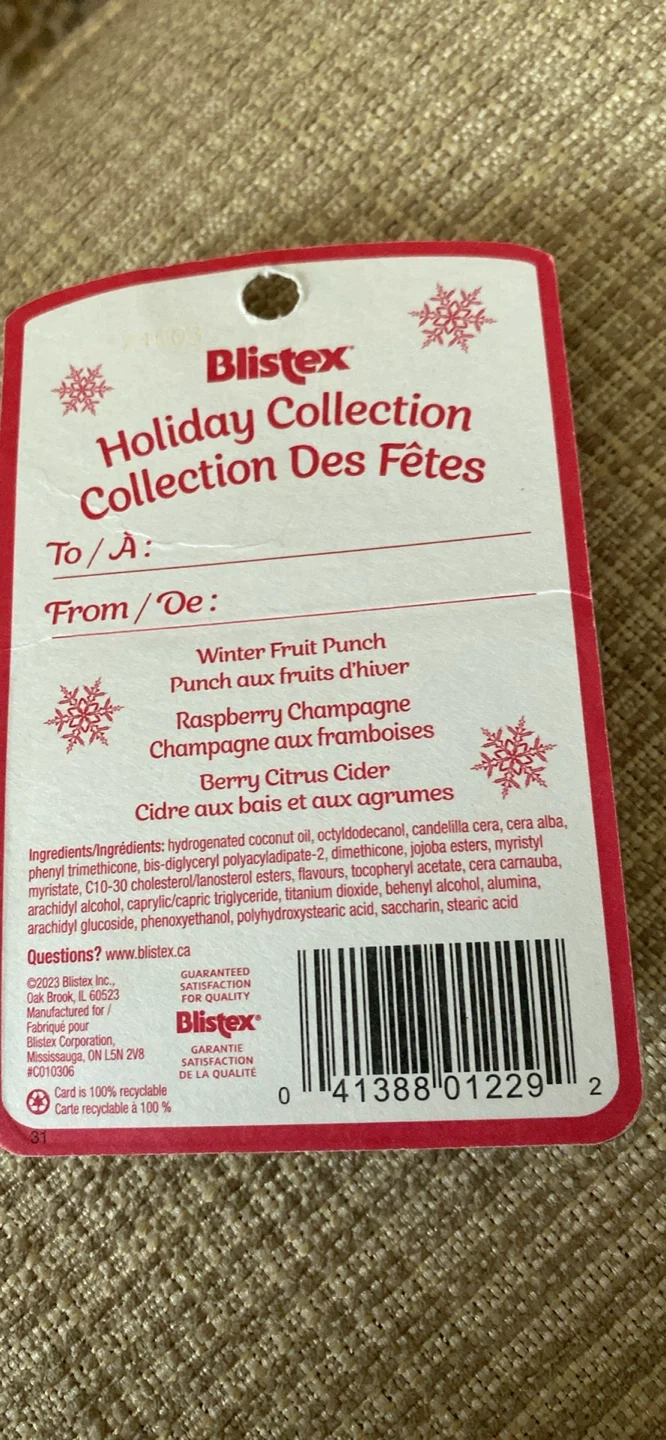 Blistex®
Holiday Collection
Collection Des Fêtes
To / À :
From / De :
Winter Fruit Punch
Punch aux fruits d'hiver
Raspberry Champagne
Champagne aux framboises
Berry Citrus Cider
Cidre aux bais et aux agrumes
Ingredients/Ingrédients: hydrogenated coconut oil, octyldodecanol, candelilla cera, cera alba,
phenyl trimethicone, bis-diglyceryl polyacyladipate-2, dimethicone, jojoba esters, myristyl
myristate, C10-30 cholesterol/lanosterol esters, flavours, tocopheryl acetate, cera carnauba,
arachidyl alcohol, caprylic/capric triglyceride, titanium dioxide, behenyl alcohol, alumina,
arachidyl glucoside, phenoxyethanol, polyhydroxystearic acid, saccharin, stearic acid
Questions? www.blistex.ca
©2023 Blistex Inc.,
Oak Brook, IL 60523
Manufactured for /
Fabriqué pour
Blistex Corporation,
Mississauga, ON L5N 2V8
#C010306
Card is 100% recyclable
Carte recyclable à 100 %
GUARANTEED
SATISFACTION
FOR QUALITY
Blistex®
GARANTIE
SATISFACTION
DE LA QUALITÉ
0 41388 01229 2
31